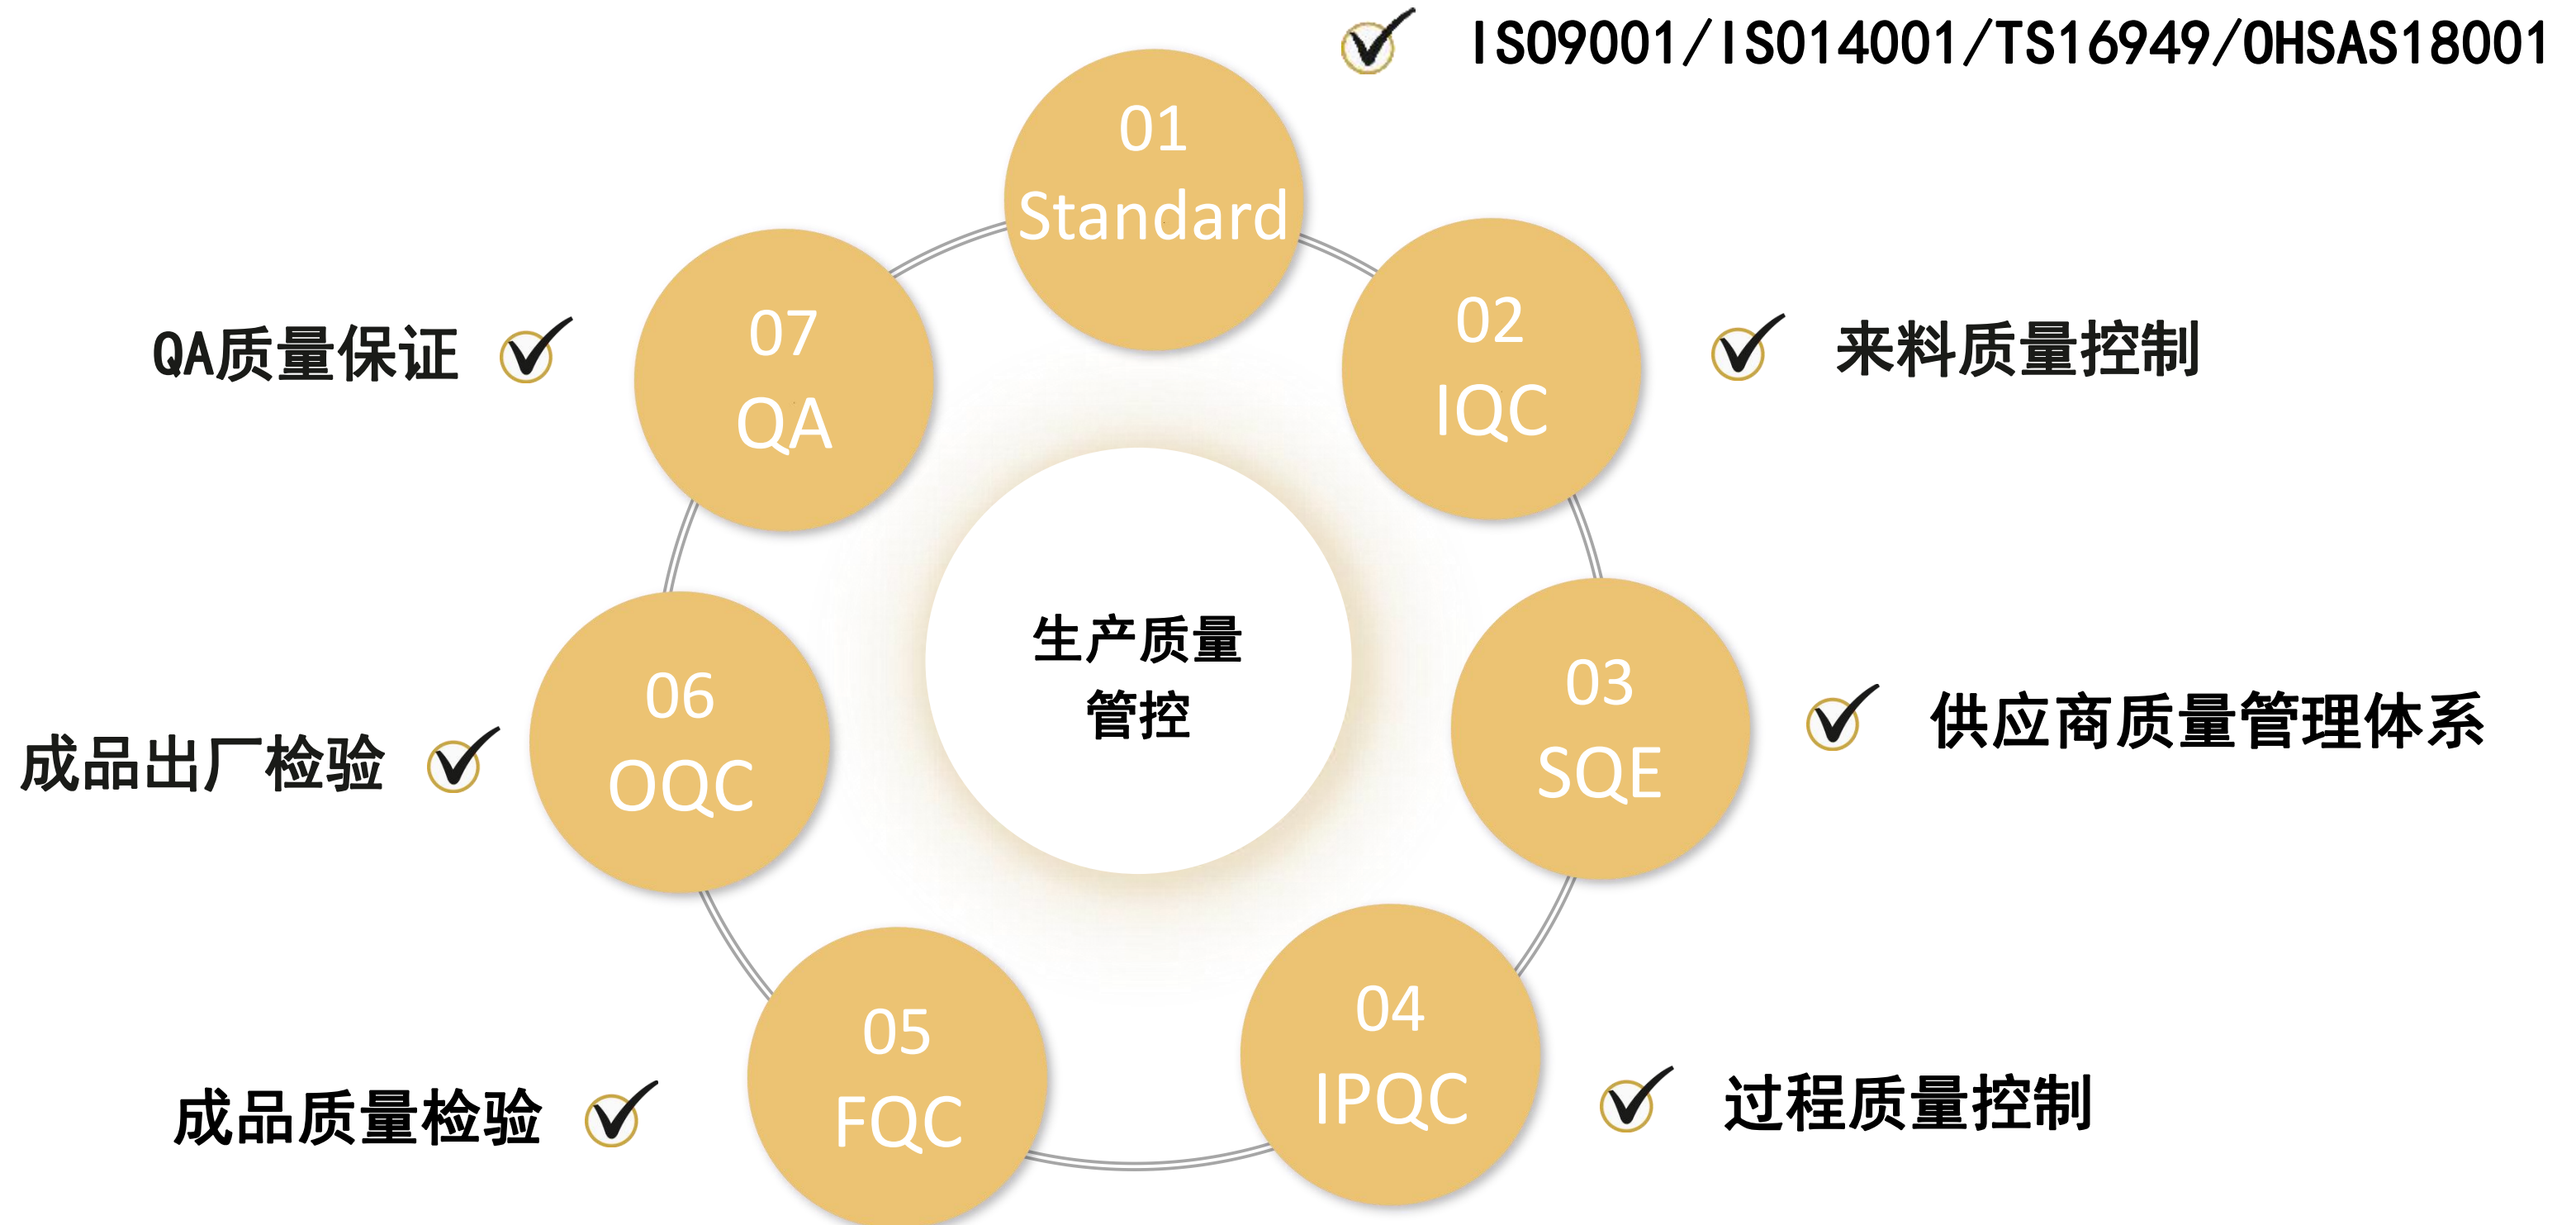 ISO9001/ISO14001/TS16949/OHSAS18001
01
Standard
02
IQC
来料质量控制
03
SQE
供应商质量管理体系
04
IPQC
过程质量控制
05
FQC
成品质量检验
06
OQC
成品出厂检验
07
QA
QA质量保证
生产质量
管控